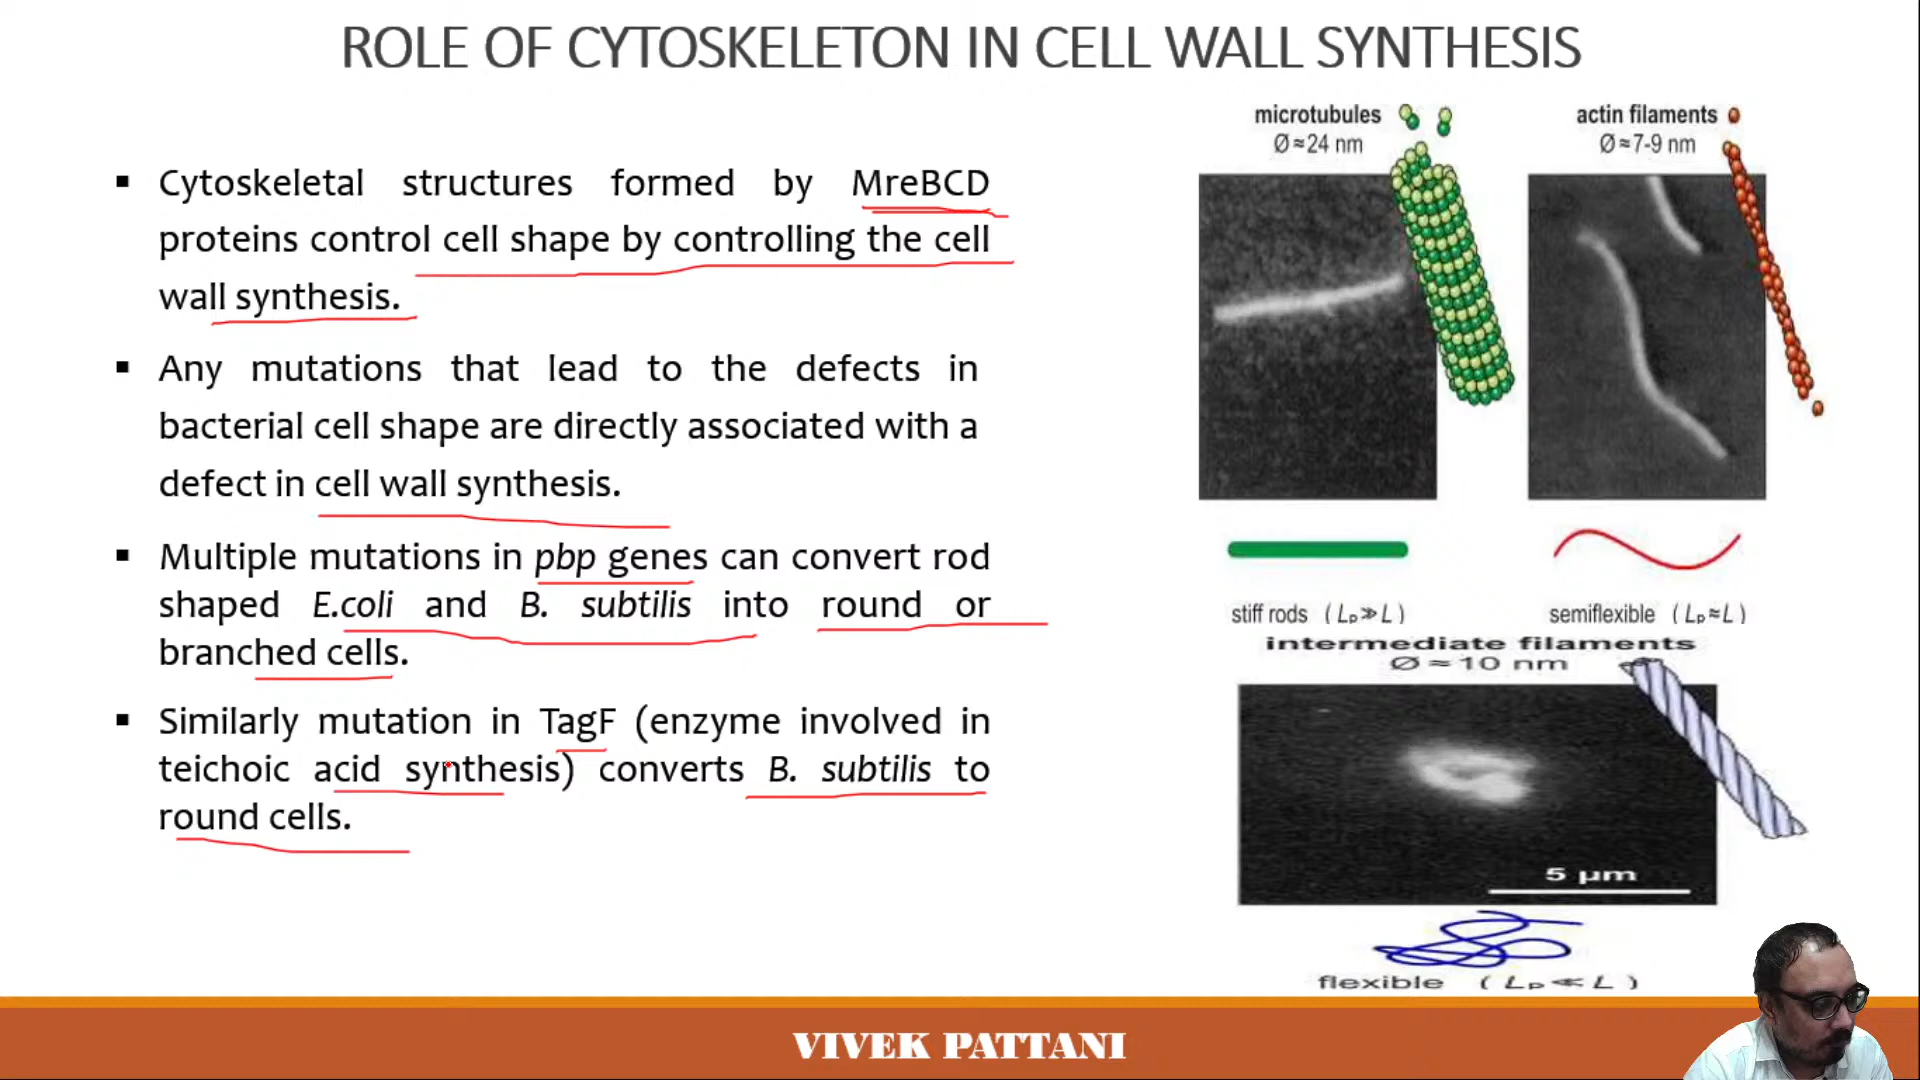 ROLE OF CYTOSKELETON IN CELL WALL SYNTHESIS
▪ Cytoskeletal structures formed by MreBCD
proteins control cell shape by controlling the cell
wall synthesis.
▪ Any mutations that lead to the defects in
bacterial cell shape are directly associated with a
defect in cell wall synthesis.
▪ Multiple mutations in pbp genes can convert rod
shaped E.coli and B. subtilis into round or
branched cells.
▪ Similarly mutation in TagF (enzyme involved in
teichoic acid synthesis) converts B. subtilis to
round cells.
microtubules
Ø≈24 nm
actin filaments
Ø≈7-9 nm
stiff rods (Lp≫L)
semiflexible (Lp≈L)
intermediate filaments
Ø≈10 nm
5 µm
flexible (Lp≪L)
VIVEK PATTANI